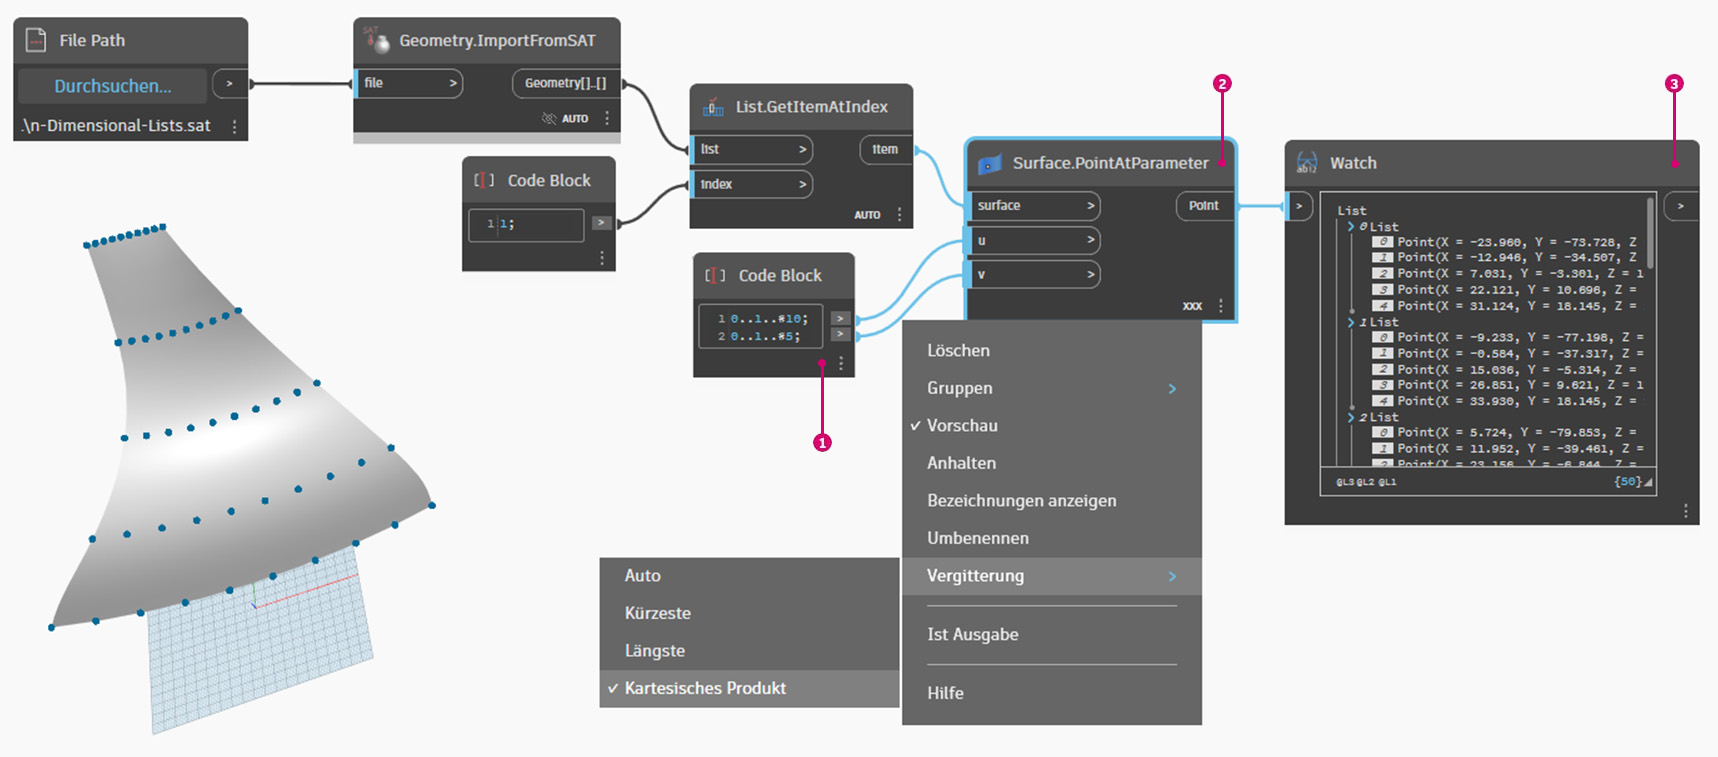 File Path
Durchsuchen...
>
.\n-Dimensional-Lists.sat
SAT
Geometry.ImportFromSAT
file >
Geometry[]..[]
AUTO
List.GetItemAtIndex
list >
item
index >
AUTO
Code Block
1 1;
>
Code Block
1 0..1..#10;
>
2 0..1..#5;
>
1
2
Surface.PointAtParameter
surface >
Point
u >
v >
XXX
3
Watch
>
>
List
0 List
0 Point(X = -23.960, Y = -73.728, Z
1 Point(X = -12.946, Y = -34.507, Z
2 Point(X = 7.031, Y = -3.301, Z = 1
3 Point(X = 22.121, Y = 10.696, Z =
4 Point(X = 31.124, Y = 18.145, Z =
1 List
0 Point(X = -9.233, Y = -77.198, Z =
1 Point(X = -0.584, Y = -37.317, Z =
2 Point(X = 15.036, Y = -5.314, Z =
3 Point(X = 26.851, Y = 9.621, Z = 1
4 Point(X = 33.930, Y = 18.145, Z =
2 List
0 Point(X = 5.724, Y = -79.853, Z =
1 Point(X = 11.952, Y = -39.461, Z =
2 Point(X = 23.156, Y = -6.844, Z =
@L3 @L2 @L1
{50}
Löschen
Gruppen >
✓ Vorschau
Anhalten
Bezeichnungen anzeigen
Umbenennen
Vergitterung >
Ist Ausgabe
Hilfe
Auto
Kürzeste
Längste
✓ Kartesisches Produkt